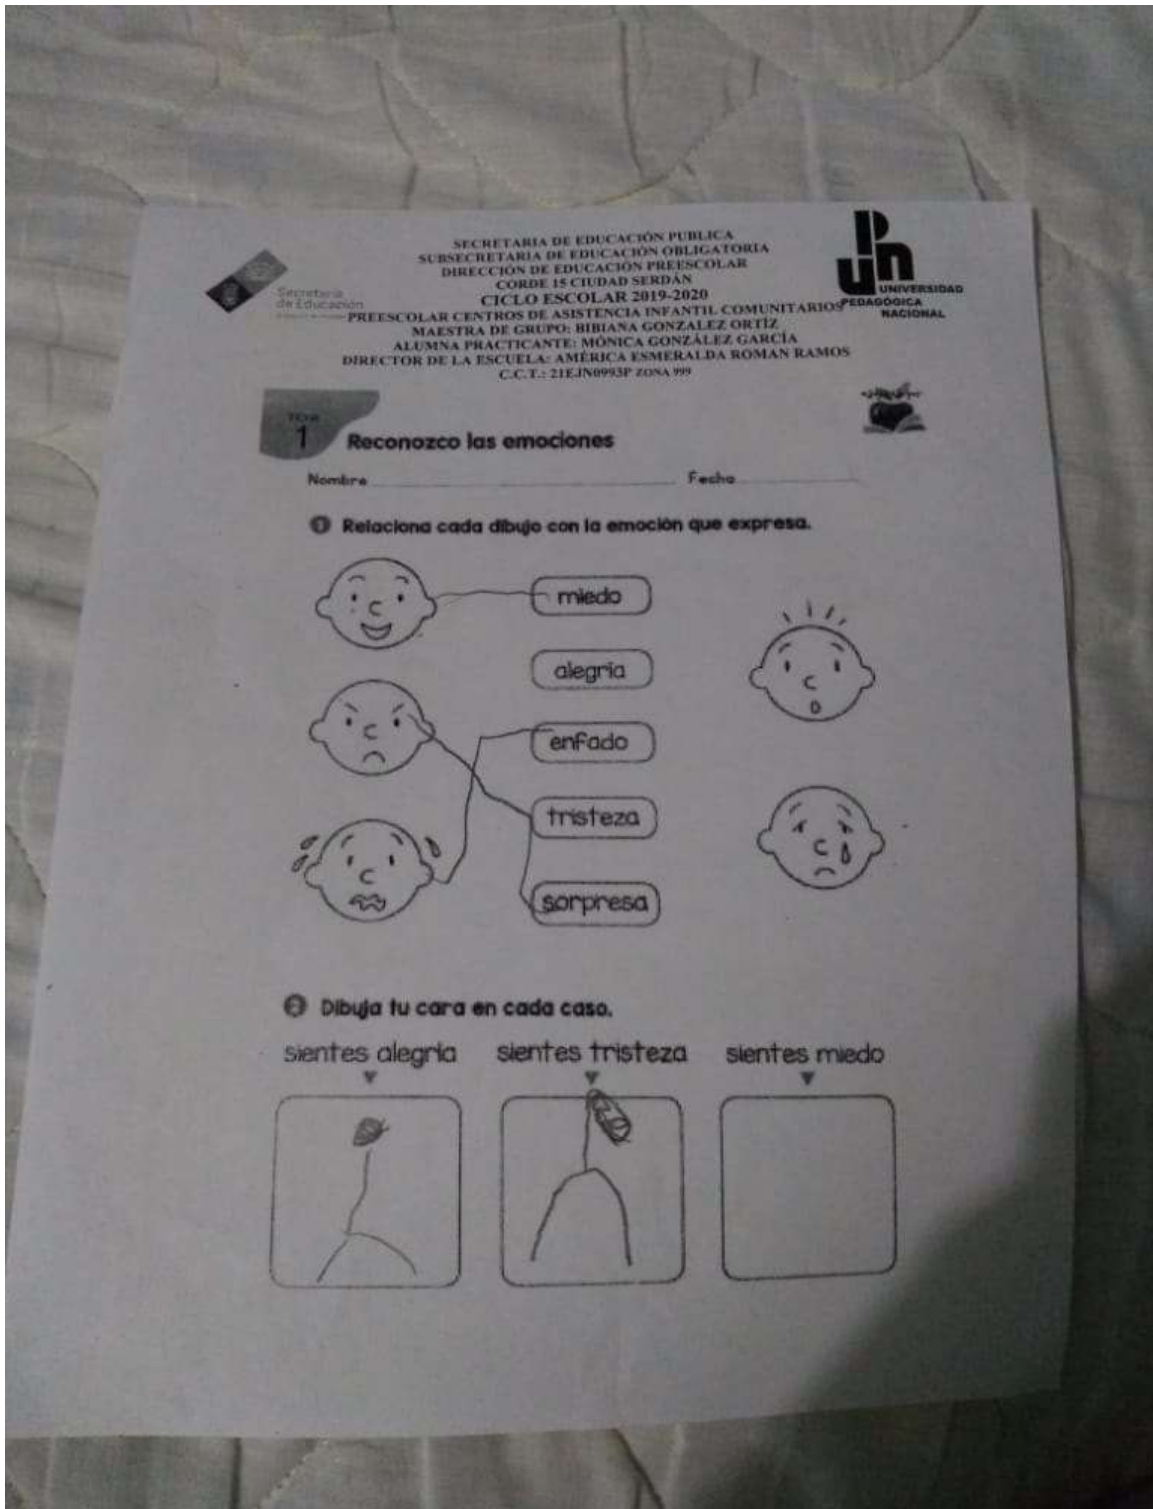 SECRETARIA DE EDUCACIÓN PUBLICA
SUBSECRETARIA DE EDUCACIÓN OBLIGATORIA
DIRECCIÓN DE EDUCACIÓN PREESCOLAR
CORDE 15 CIUDAD SERDÁN
CICLO ESCOLAR 2019-2020
PREESCOLAR CENTROS DE ASISTENCIA INFANTIL COMUNITARIOS
MAESTRA DE GRUPO: BIBIANA GONZALEZ ORTÍZ
ALUMNA PRACTICANTE: MÓNICA GONZÁLEZ GARCÍA
DIRECTOR DE LA ESCUELA: AMÉRICA ESMERALDA ROMAN RAMOS
C.C.T.: 21EJN0993P ZONA 999
Secretaría
de Educación
UPN
UNIVERSIDAD
PEDAGÓGICA
NACIONAL
1
Reconozco las emociones
Nombre Fecha
1 Relaciona cada dibujo con la emoción que expresa.
miedo
alegría
enfado
tristeza
sorpresa
2 Dibuja tu cara en cada caso.
sientes alegría sientes tristeza sientes miedo